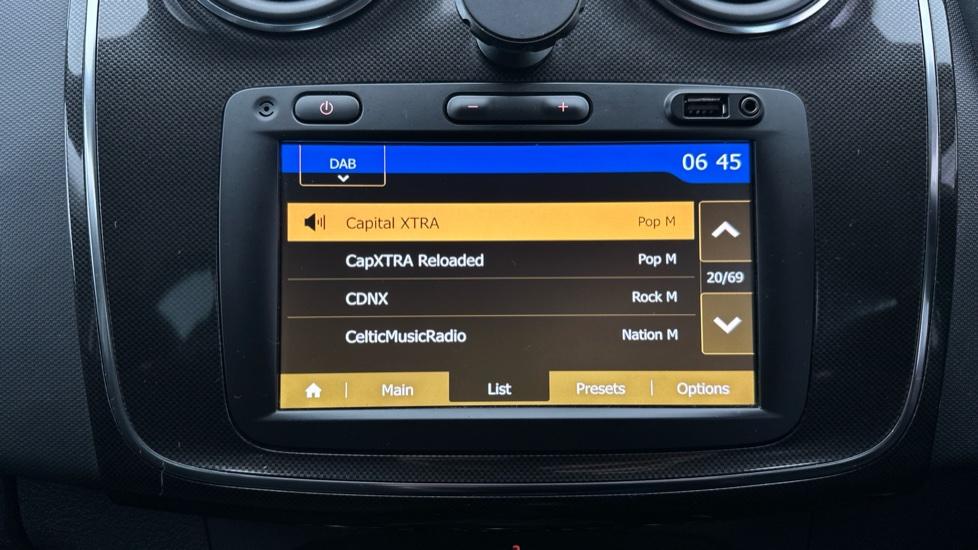 DAB
06 45
Capital XTRA Pop M
CapXTRA Reloaded Pop M
20/69
CDNX Rock M
CelticMusicRadio Nation M
Main List Presets Options